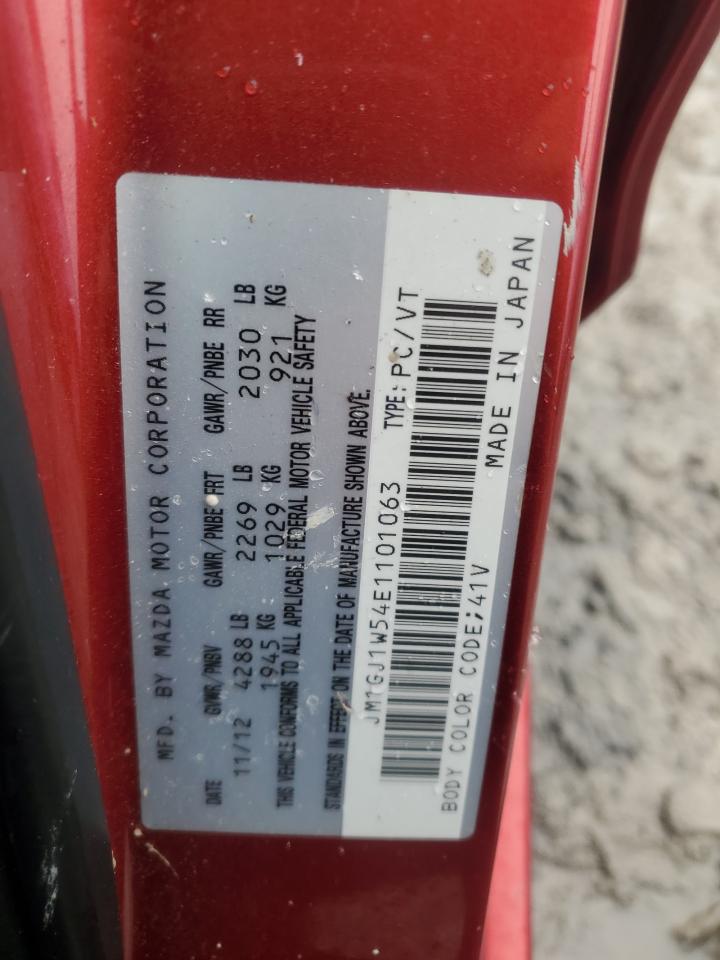 MFD. BY MAZDA MOTOR CORPORATION
DATE GVWR/PNBV GAWR/PNBE FRT GAWR/PNBE RR
11/12 4288 LB 2269 LB 2030 LB
1945 KG 1029 KG 921 KG
THIS VEHICLE CONFORMS TO ALL APPLICABLE FEDERAL MOTOR VEHICLE SAFETY
STANDARDS IN EFFECT ON THE DATE OF MANUFACTURE SHOWN ABOVE.
JM1GJ1W54E1101063 TYPE:PC/VT
BODY COLOR CODE:41V MADE IN JAPAN